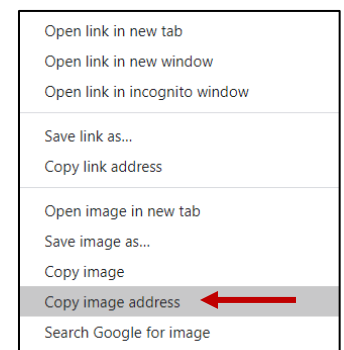 Open link in new tab
Open link in new window
Open link in incognito window
Save link as...
Copy link address
Open image in new tab
Save image as...
Copy image
Copy image address
Search Google for image